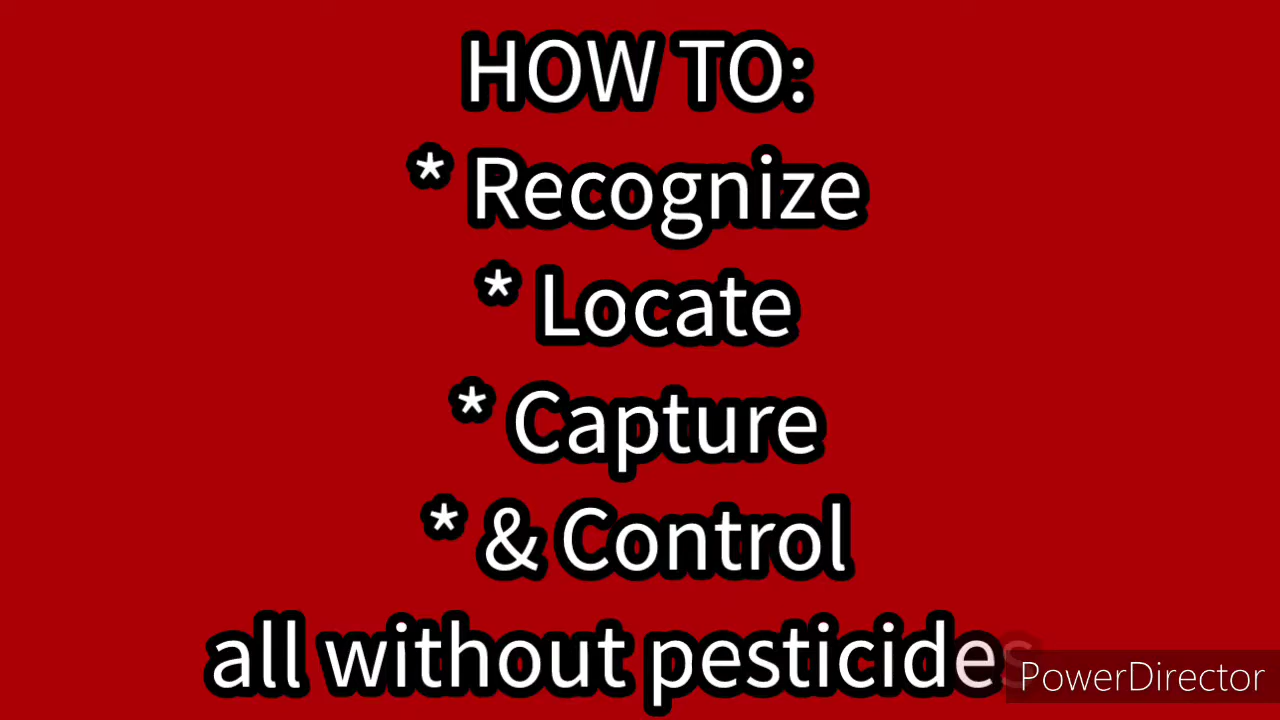 HOW TO:
* Recognize
* Locate
* Capture
* & Control
all without pesticides
PowerDirector